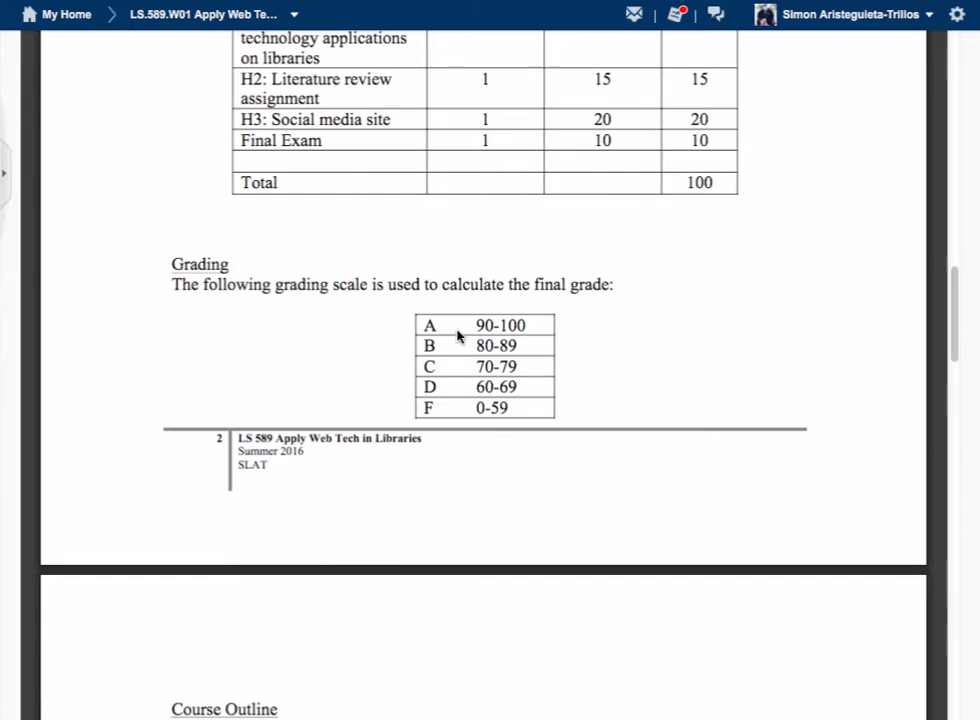 My Home LS.589.W01 Apply Web Te... Simon Aristeguieta-Trillos
technology applications
on libraries
H2: Literature review 1 15 15
assignment
H3: Social media site 1 20 20
Final Exam 1 10 10
Total 100
Grading
The following grading scale is used to calculate the final grade:
A 90-100
B 80-89
C 70-79
D 60-69
F 0-59
2 LS 589 Apply Web Tech in Libraries
Summer 2016
SLAT
Course Outline